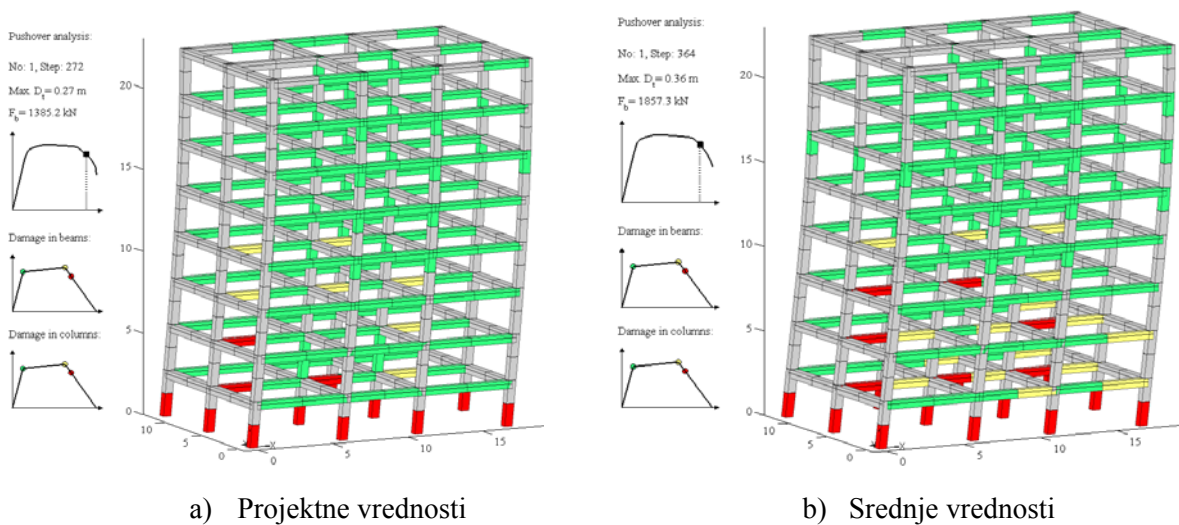 Pushover analysis:
No: 1, Step: 272
Max. Dt=0.27 m
Fb=1385.2 kN
Damage in beams:
Damage in columns:
20
15
10
5
0
10
5
0
X
0
5
10
15
a) Projektne vrednosti
Pushover analysis:
No: 1, Step: 364
Max. Dt=0.36 m
Fb=1857.3 kN
Damage in beams:
Damage in columns:
20
15
10
5
0
10
5
0
X
0
5
10
15
b) Srednje vrednosti